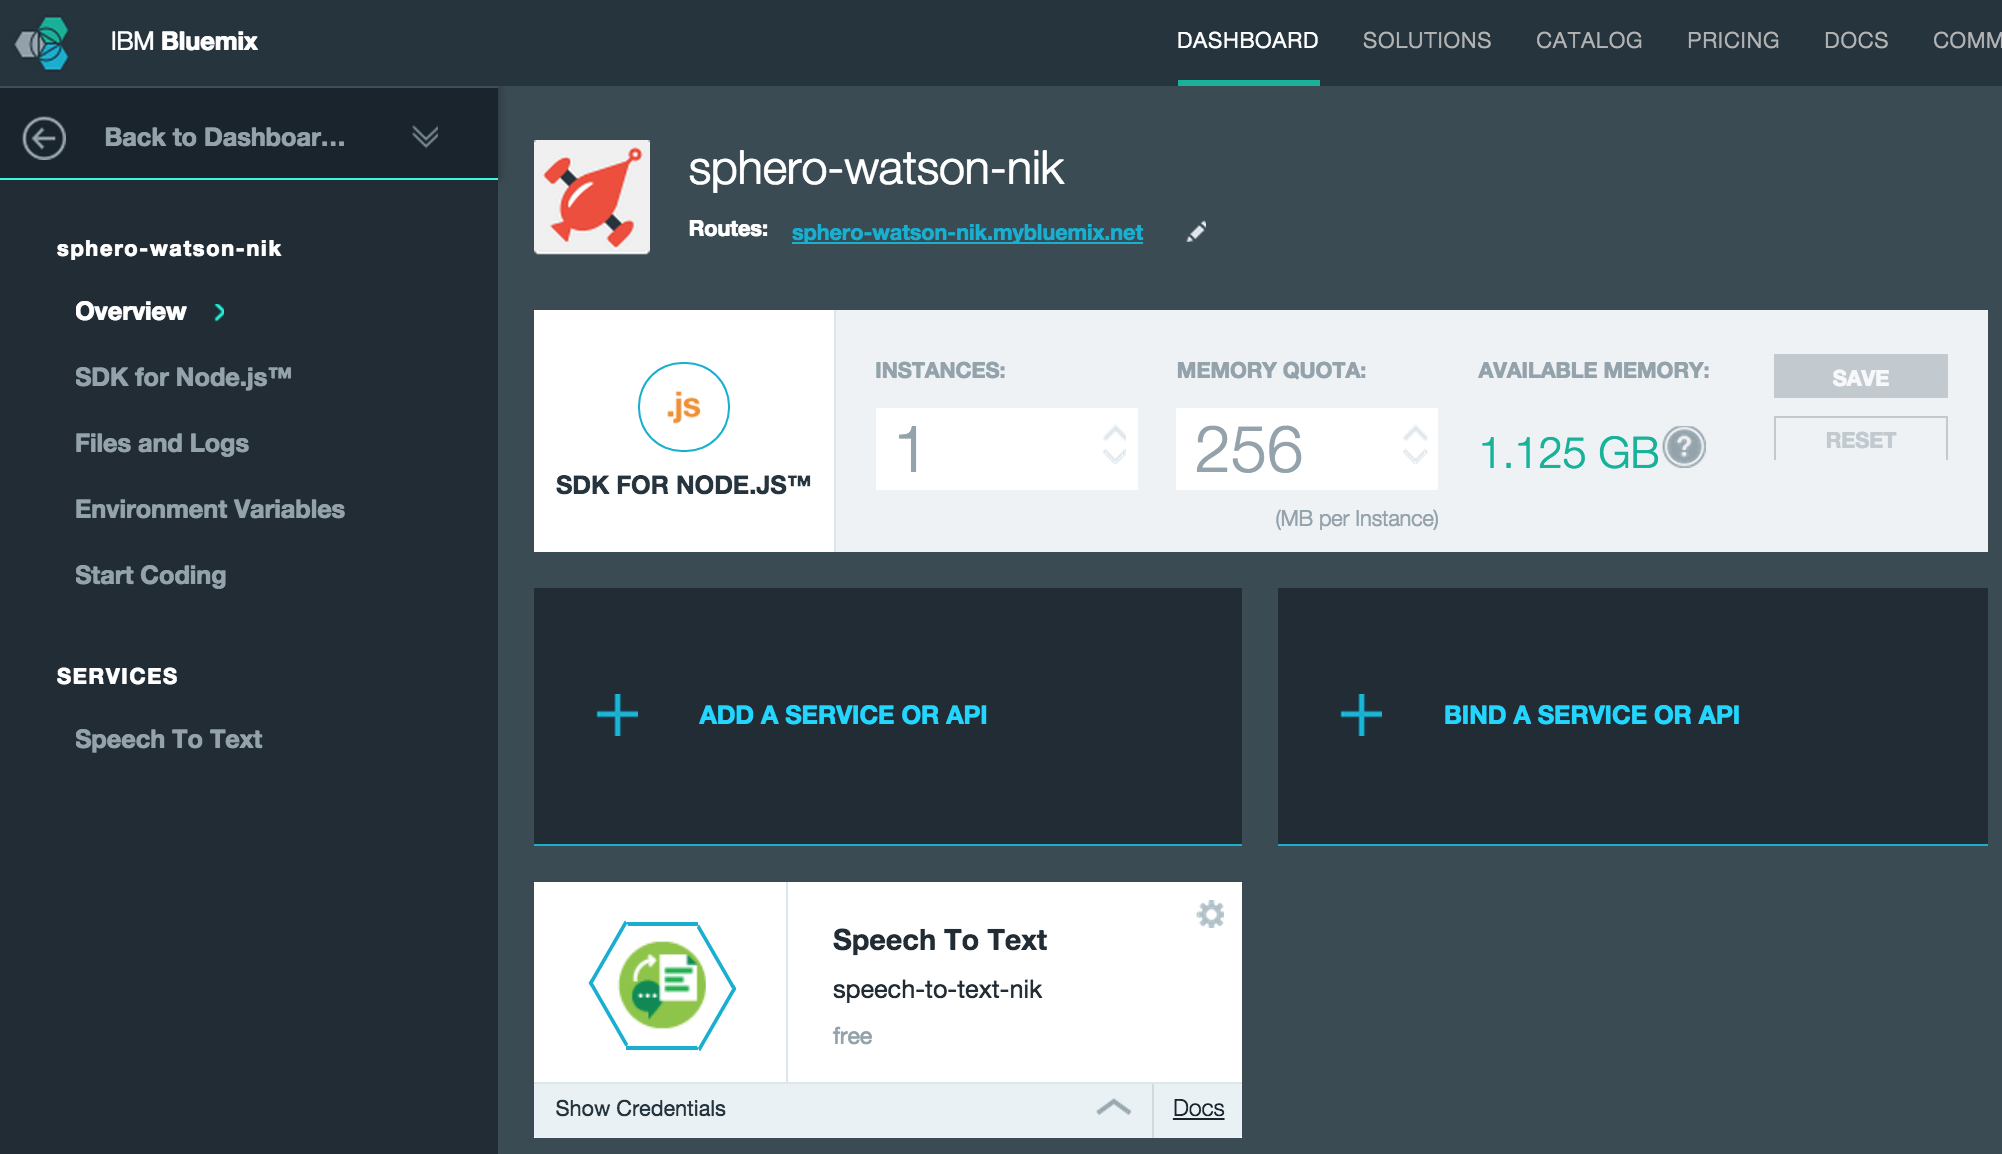 IBM Bluemix
DASHBOARD SOLUTIONS CATALOG PRICING DOCS COMM
Back to Dashboar...
sphero-watson-nik
Overview
SDK for Node.js™
Files and Logs
Environment Variables
Start Coding
SERVICES
Speech To Text
sphero-watson-nik
Routes: sphero-watson-nik.mybluemix.net
.js
SDK FOR NODE.JS™
INSTANCES:
1
MEMORY QUOTA:
256
(MB per Instance)
AVAILABLE MEMORY:
1.125 GB ?
SAVE
RESET
ADD A SERVICE OR API
BIND A SERVICE OR API
Speech To Text
speech-to-text-nik
free
Show Credentials
Docs